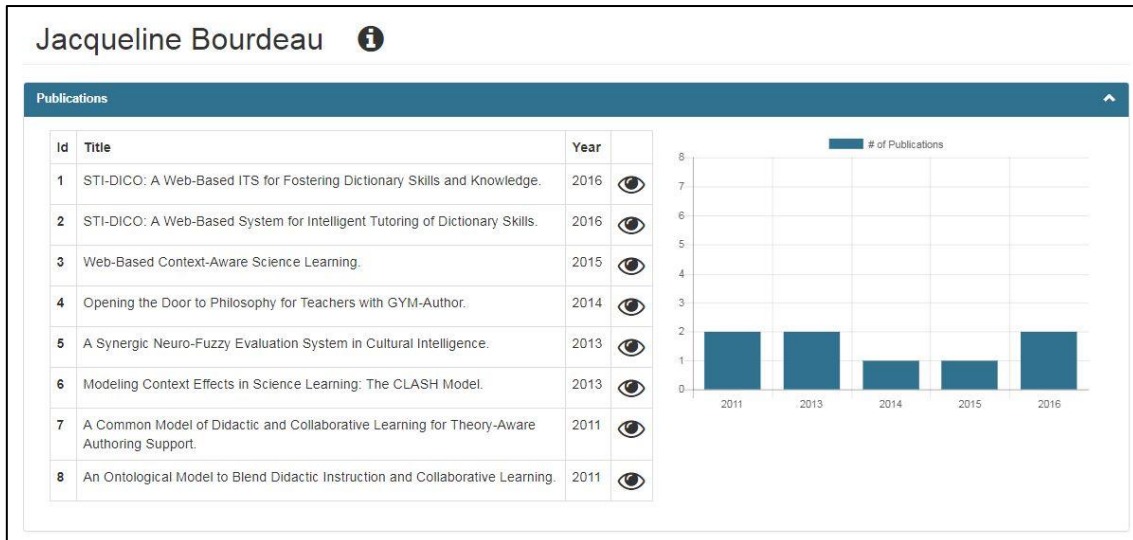 Jacqueline Bourdeau
Publications
Id Title Year
1 STI-DICO: A Web-Based ITS for Fostering Dictionary Skills and Knowledge. 2016
2 STI-DICO: A Web-Based System for Intelligent Tutoring of Dictionary Skills. 2016
3 Web-Based Context-Aware Science Learning. 2015
4 Opening the Door to Philosophy for Teachers with GYM-Author. 2014
5 A Synergic Neuro-Fuzzy Evaluation System in Cultural Intelligence. 2013
6 Modeling Context Effects in Science Learning: The CLASH Model. 2013
7 A Common Model of Didactic and Collaborative Learning for Theory-Aware 2011
Authoring Support.
8 An Ontological Model to Blend Didactic Instruction and Collaborative Learning. 2011
# of Publications
8
7
6
5
4
3
2
1
0
2011 2013 2014 2015 2016